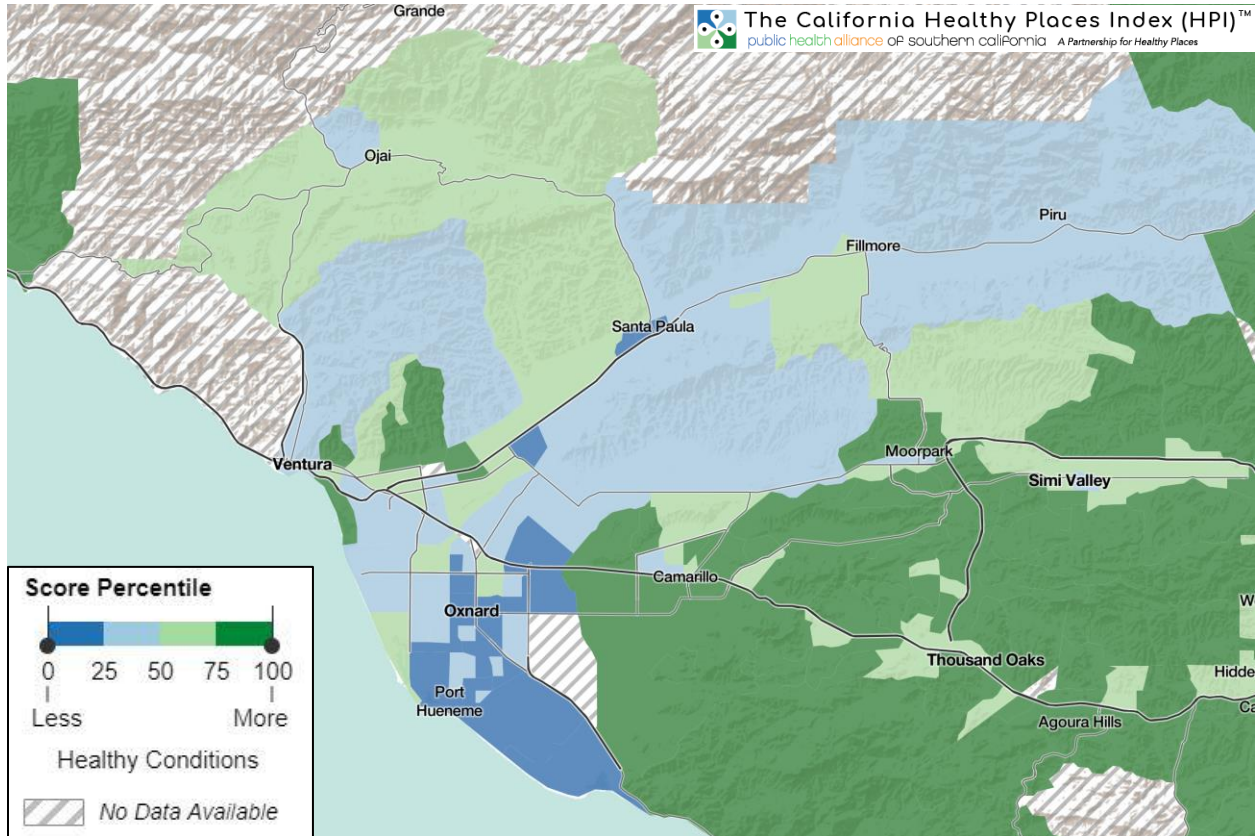 Grande
The California Healthy Places Index (HPI)™
public health alliance of southern california A Partnership for Healthy Places
Ojai
Piru
Fillmore
Santa Paula
Ventura
Moorpark
Simi Valley
Camarillo
Oxnard
Thousand Oaks
Hidde
Port
Hueneme
Agoura Hills
Ca
W
Score Percentile
0 25 50 75 100
Less More
Healthy Conditions
No Data Available